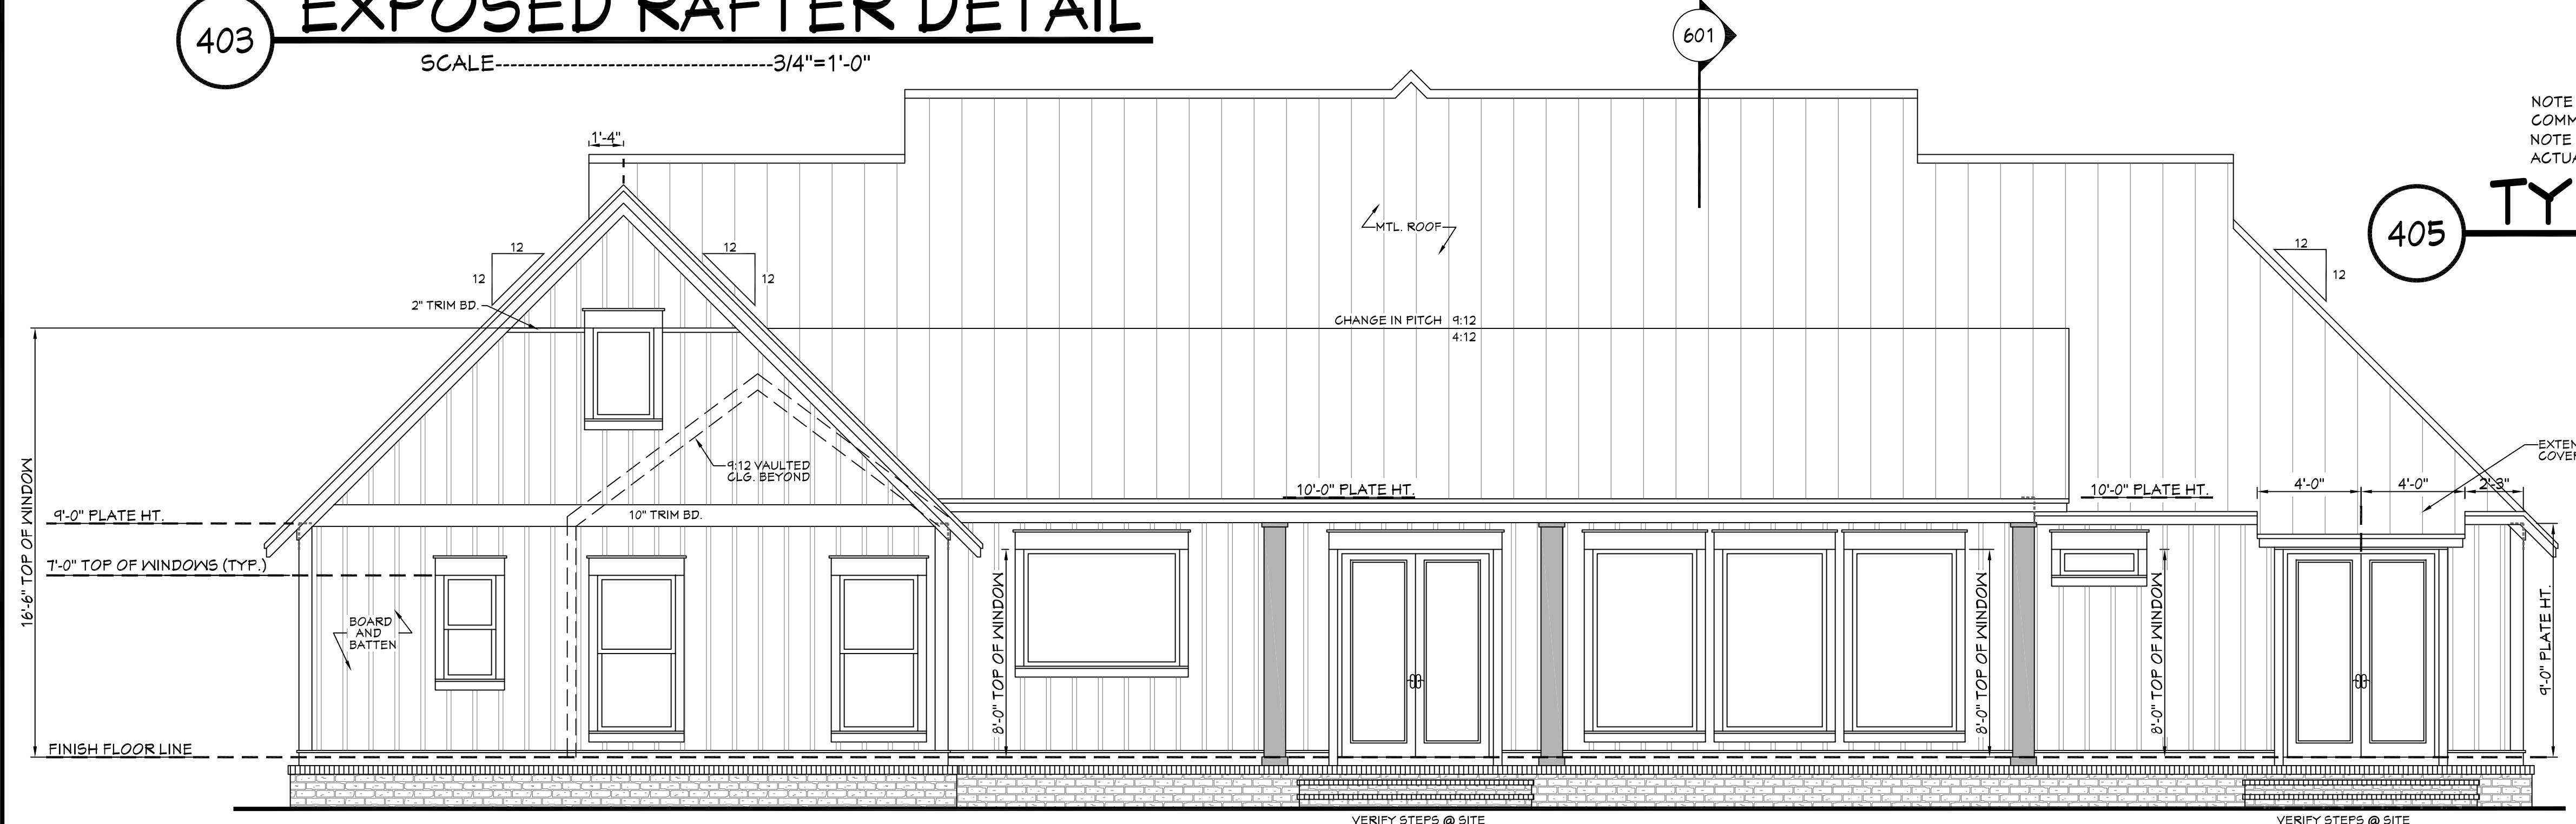 403
EXPOSED RAFTER DETAIL
SCALE-----------------------------------3/4"=1'-0"
601
NOTE
COMM
NOTE
ACTUA
405
TY
1'-4"
12
12
12
12
12
12
MTL. ROOF
2" TRIM BD.
CHANGE IN PITCH 9:12
4:12
9:12 VAULTED
CLG. BEYOND
EXTEN
COVER
16'-6" TOP OF WINDOW
10'-0" PLATE HT.
10'-0" PLATE HT.
4'-0"
4'-0"
2'-3"
9'-0" PLATE HT.
10" TRIM BD.
7'-0" TOP OF WINDOWS (TYP.)
BOARD
AND
BATTEN
8'-0" TOP OF WINDOW
8'-0" TOP OF WINDOW
8'-0" TOP OF WINDOW
9'-0" PLATE HT.
FINISH FLOOR LINE
VERIFY STEPS @ SITE
VERIFY STEPS @ SITE